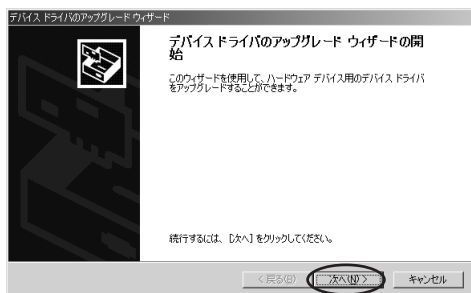 デバイス ドライバのアップグレード ウィザード
デバイス ドライバのアップグレード ウィザードの開
始
このウィザードを使用して、ハードウェア デバイス用のデバイス ドライバ
をアップグレードすることができます。
続行するには、[次へ] をクリックしてください。
< 戻る(B)
次へ(N) >
キャンセル